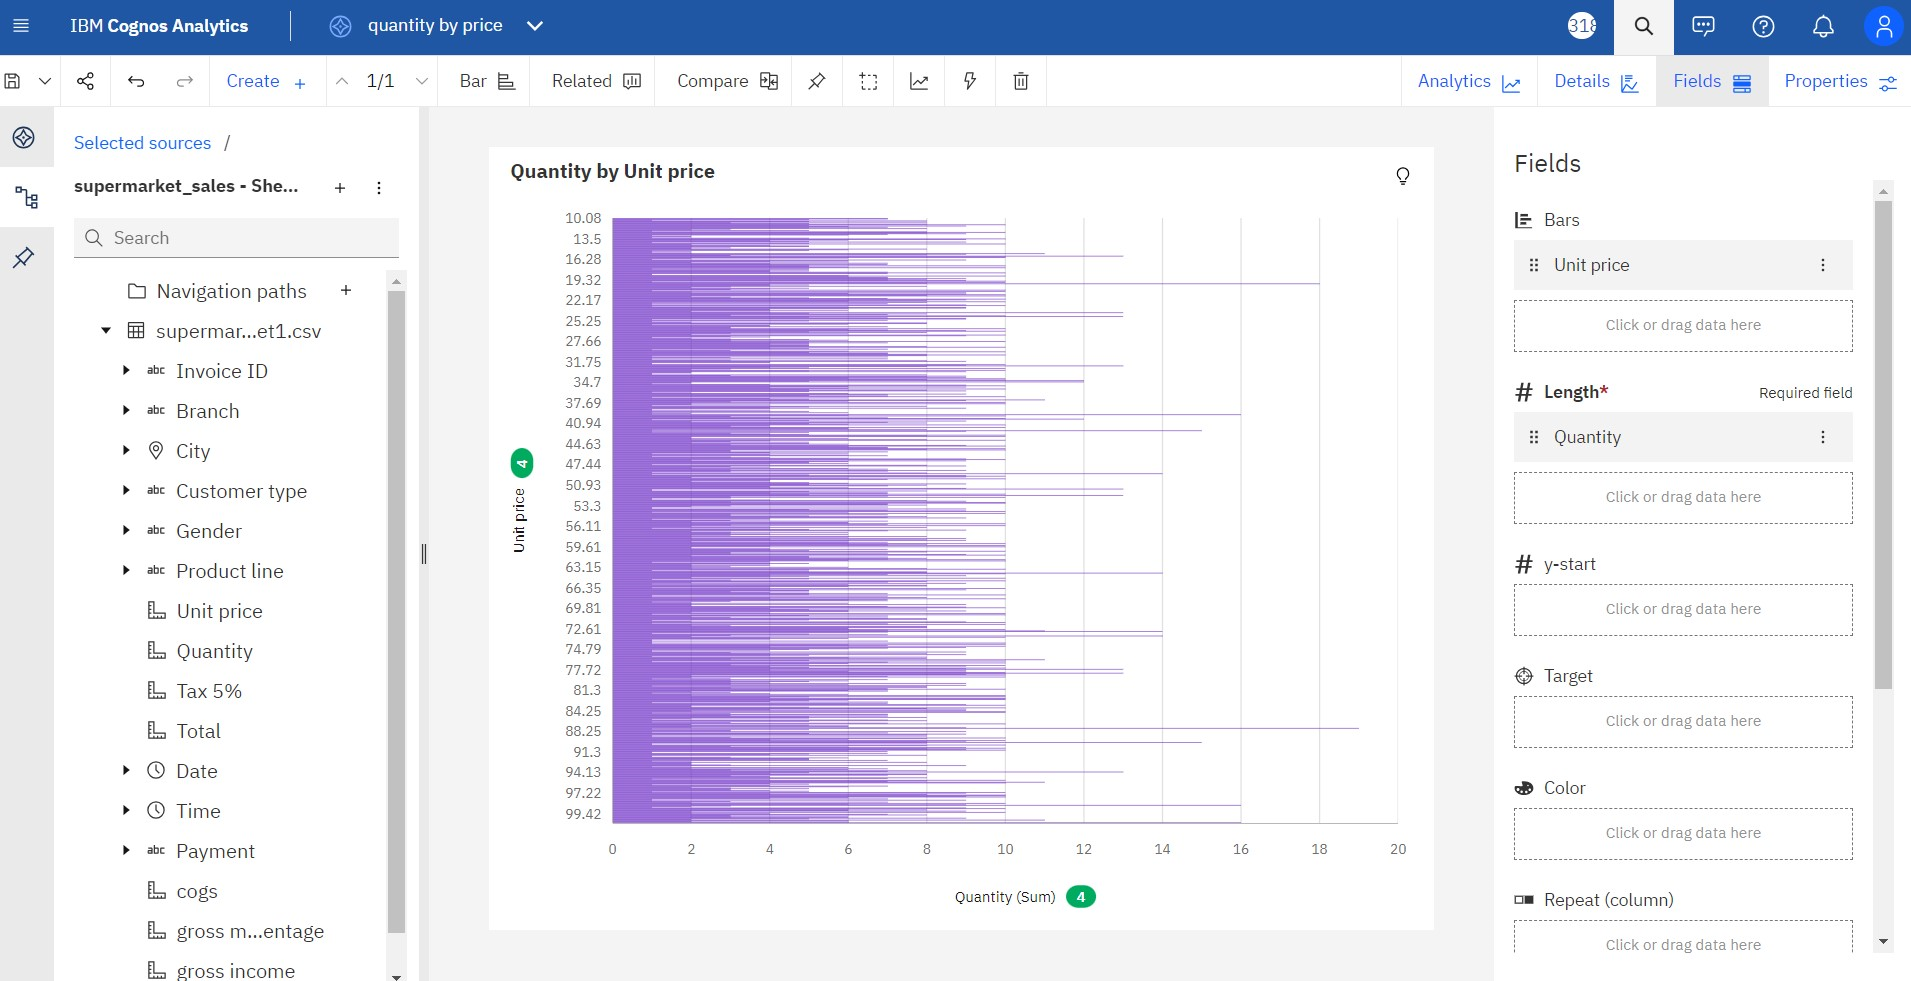 IBM Cognos Analytics
quantity by price
318
Create +
1/1
Bar
Related
Compare
Analytics
Details
Fields
Properties
Selected sources /
supermarket_sales - She...
Search
Navigation paths
supermar...et1.csv
abc Invoice ID
abc Branch
City
abc Customer type
abc Gender
abc Product line
Unit price
Quantity
Tax 5%
Total
Date
Time
abc Payment
cogs
gross m...entage
gross income
Quantity by Unit price
10.08
13.5
16.28
19.32
22.17
25.25
27.66
31.75
34.7
37.69
40.94
44.63
47.44
50.93
53.3
56.11
59.61
63.15
66.35
69.81
72.61
74.79
77.72
81.3
84.25
88.25
91.3
94.13
97.22
99.42
Unit price 4
0 2 4 6 8 10 12 14 16 18 20
Quantity (Sum) 4
Fields
Bars
Unit price
Click or drag data here
# Length* Required field
Quantity
Click or drag data here
# y-start
Click or drag data here
Target
Click or drag data here
Color
Click or drag data here
Repeat (column)
Click or drag data here